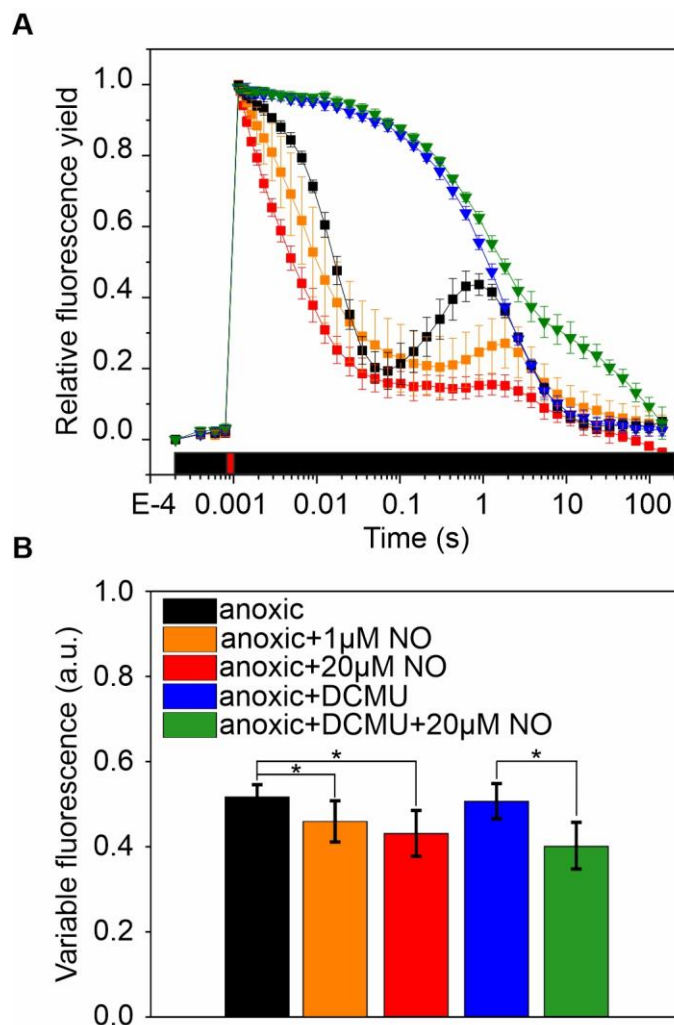 A
Relative fluorescence yield
1.0
0.8
0.6
0.4
0.2
0.0
E-4 0.001 0.01 0.1 1 10 100
Time (s)
B
Variable fluorescence (a.u.)
1.0
0.8
0.6
0.4
0.2
0.0
anoxic
anoxic+1µM NO
anoxic+20µM NO
anoxic+DCMU
anoxic+DCMU+20µM NO
* * *